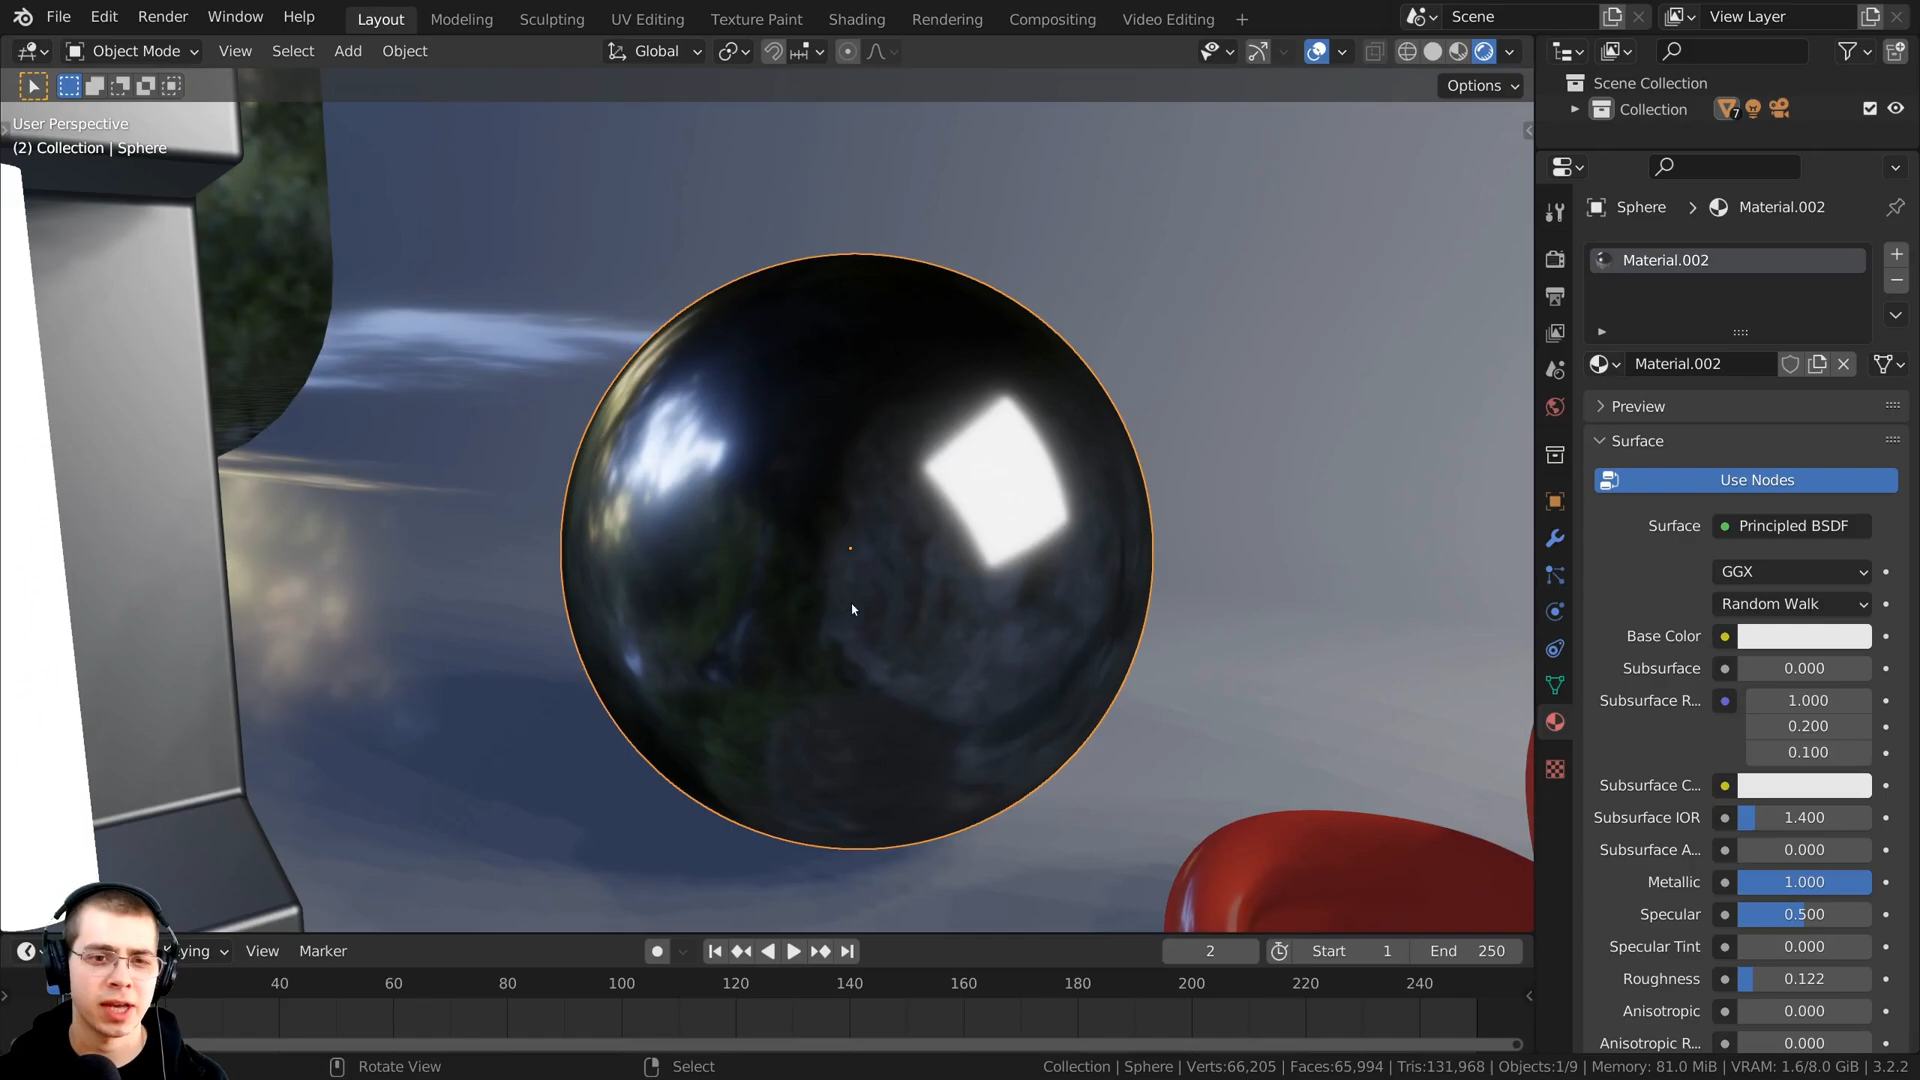 File Edit Render Window Help Layout Modeling Sculpting UV Editing Texture Paint Shading Rendering Compositing Video Editing + Scene View Layer
Object Mode View Select Add Object Global
Options
User Perspective
(2) Collection | Sphere
Scene Collection
Collection 7
Sphere > Material.002
Material.002
Material.002
Preview
Surface
Use Nodes
Surface Principled BSDF
GGX
Random Walk
Base Color
Subsurface 0.000
Subsurface R... 1.000
0.200
0.100
Subsurface C...
Subsurface IOR 1.400
Subsurface A... 0.000
Metallic 1.000
Specular 0.500
Specular Tint 0.000
Roughness 0.122
Anisotropic 0.000
Anisotropic R... 0.000
ying View Marker 2 Start 1 End 250
40 60 80 100 120 140 160 180 200 220 240
Rotate View Select Collection | Sphere | Verts:66,205 | Faces:65,994 | Tris:131,968 | Objects:1/9 | Memory: 81.0 MiB | VRAM: 1.6/8.0 GiB | 3.2.2